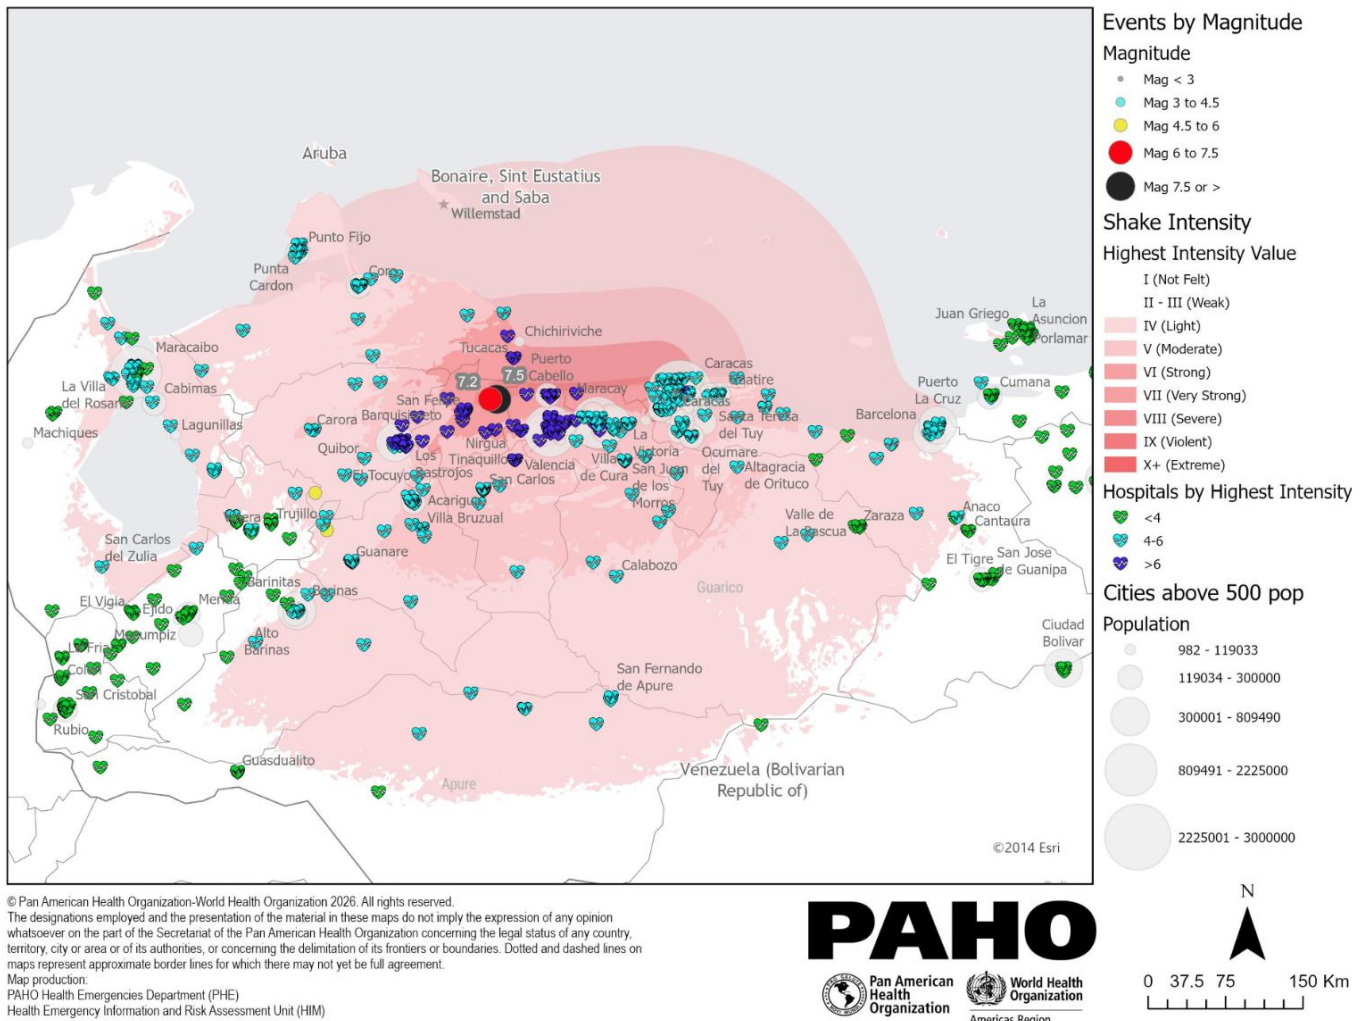 Events by Magnitude
Magnitude
Mag < 3
Mag 3 to 4.5
Mag 4.5 to 6
Mag 6 to 7.5
Mag 7.5 or >
Shake Intensity
Highest Intensity Value
I (Not Felt)
II - III (Weak)
IV (Light)
V (Moderate)
VI (Strong)
VII (Very Strong)
VIII (Severe)
IX (Violent)
X+ (Extreme)
Hospitals by Highest Intensity
<4
4-6
>6
Cities above 500 pop
Population
982 - 119033
119034 - 300000
300001 - 809490
809491 - 2225000
2225001 - 3000000
Aruba
Bonaire, Sint Eustatius
and Saba
Willemstad
Punto Fijo
Punta
Cardon
Coro
Chichiriviche
Tucacas
Puerto
Cabello
7.2
7.5
Maracaibo
La Villa
del Rosario
Cabimas
Machiques
Lagunillas
Carora
San Felipe
Barquisimeto
Quibor
Los
Rastrojos
Nirgua
Tinaquillo
Valencia
San Carlos
El Tocuyo
Acarigua
Villa Bruzual
Maracay
Caracas
Guatire
Caracas
Santa Teresa
del Tuy
La
Victoria
Villa
de Cura
San Juan
de los
Morros
Ocumare
del
Tuy
Altagracia
de Orituco
Juan Griego
La
Asuncion
Porlamar
Puerto
La Cruz
Cumana
Barcelona
Valle de
La Pascua
Zaraza
Anaco
Cantaura
El Tigre
San Jose
de Guanipa
Ciudad
Bolivar
San Carlos
del Zulia
Valera
Trujillo
Guanare
Calabozo
Guarico
El Vigia
Ejido
Merida
Mucumpiz
Barinitas
Barinas
Alto
Barinas
La Fria
Colon
San Cristobal
Rubio
Guasdualito
Apure
San Fernando
de Apure
Venezuela (Bolivarian
Republic of)
©2014 Esri
© Pan American Health Organization-World Health Organization 2026. All rights reserved.
The designations employed and the presentation of the material in these maps do not imply the expression of any opinion
whatsoever on the part of the Secretariat of the Pan American Health Organization concerning the legal status of any country,
territory, city or area or of its authorities, or concerning the delimitation of its frontiers or boundaries. Dotted and dashed lines on
maps represent approximate border lines for which there may not yet be full agreement.
Map production:
PAHO Health Emergencies Department (PHE)
Health Emergency Information and Risk Assessment Unit (HIM)
PAHO
Pan American
Health
Organization
World Health
Organization
Americas Region
N
0 37.5 75 150 Km